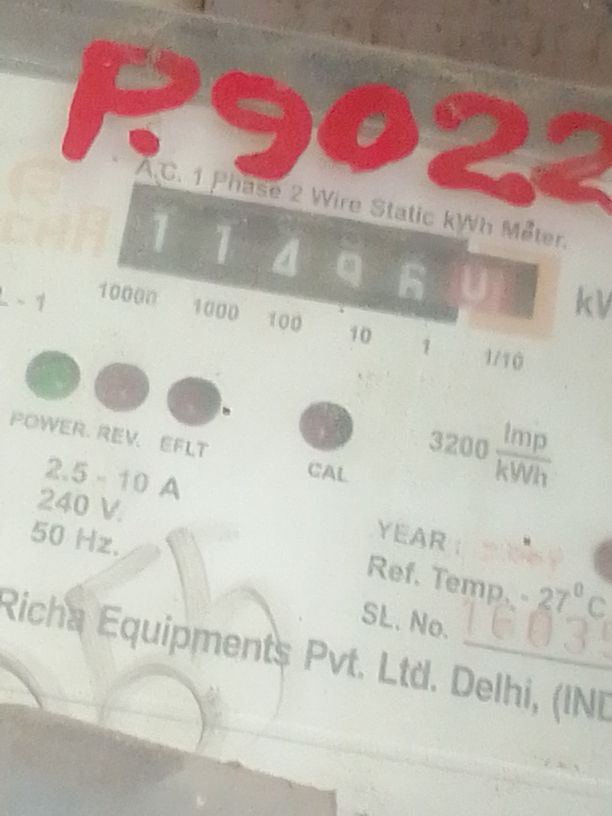 P.9022
A.C. 1 Phase 2 Wire Static kWh Meter.
1 1 4 9 6 0
10000 1000 100 10 1 1/10
POWER. REV. EFLT
CAL
3200 Imp
kWh
2.5 - 10 A
240 V.
50 Hz.
YEAR :
Ref. Temp. - 27°C
SL. No. 16035
Richa Equipments Pvt. Ltd. Delhi, (IND